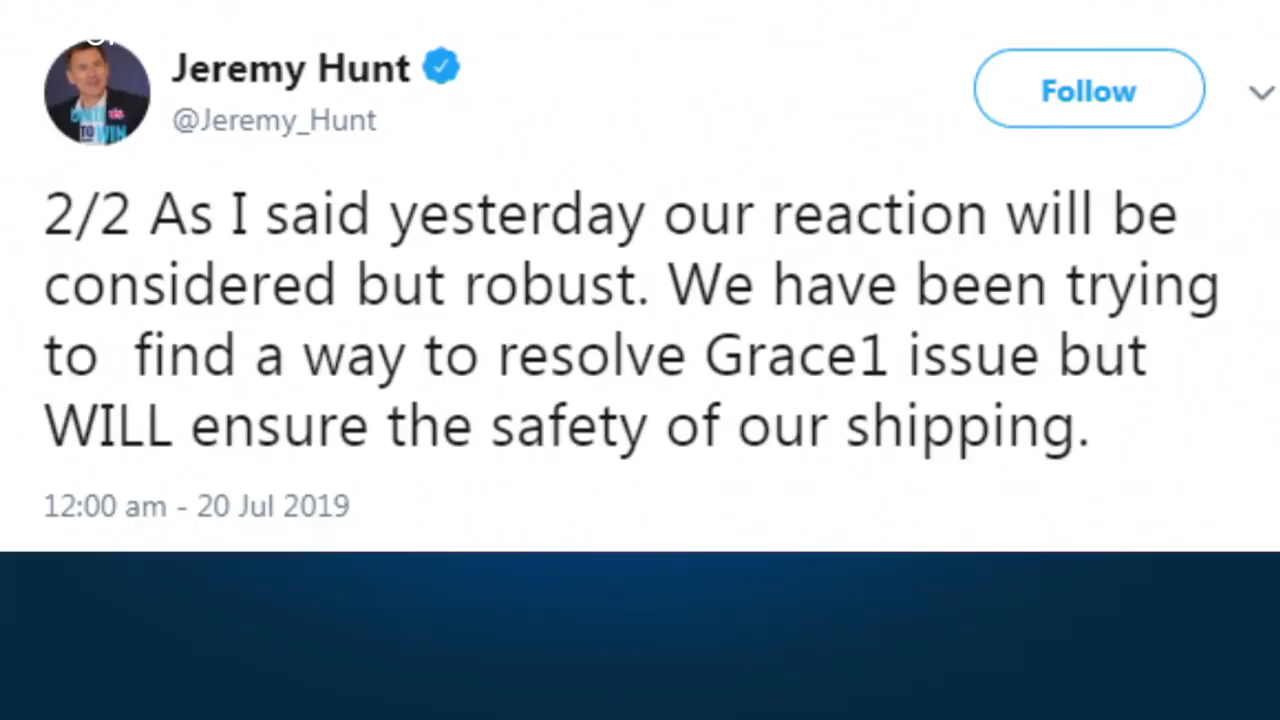 Jeremy Hunt
@Jeremy_Hunt
Follow
TO WIN
2/2 As I said yesterday our reaction will be
considered but robust. We have been trying
to find a way to resolve Grace1 issue but
WILL ensure the safety of our shipping.
12:00 am - 20 Jul 2019